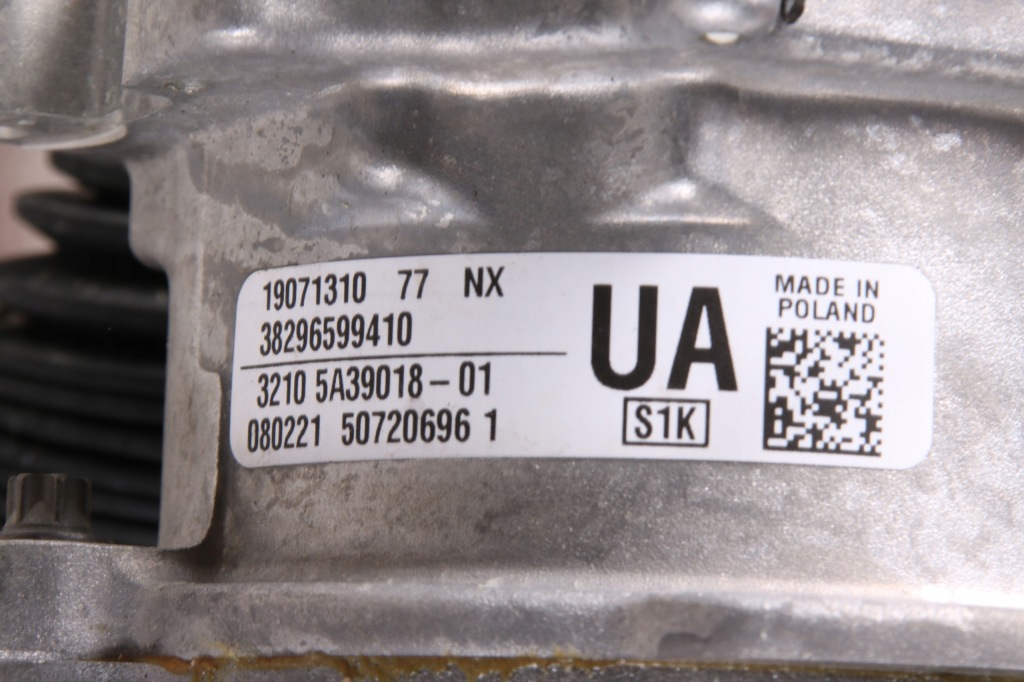 19071310 77 NX
38296599410
3210 5A39018-01
080221 50720696 1
UA
S1K
MADE IN
POLAND